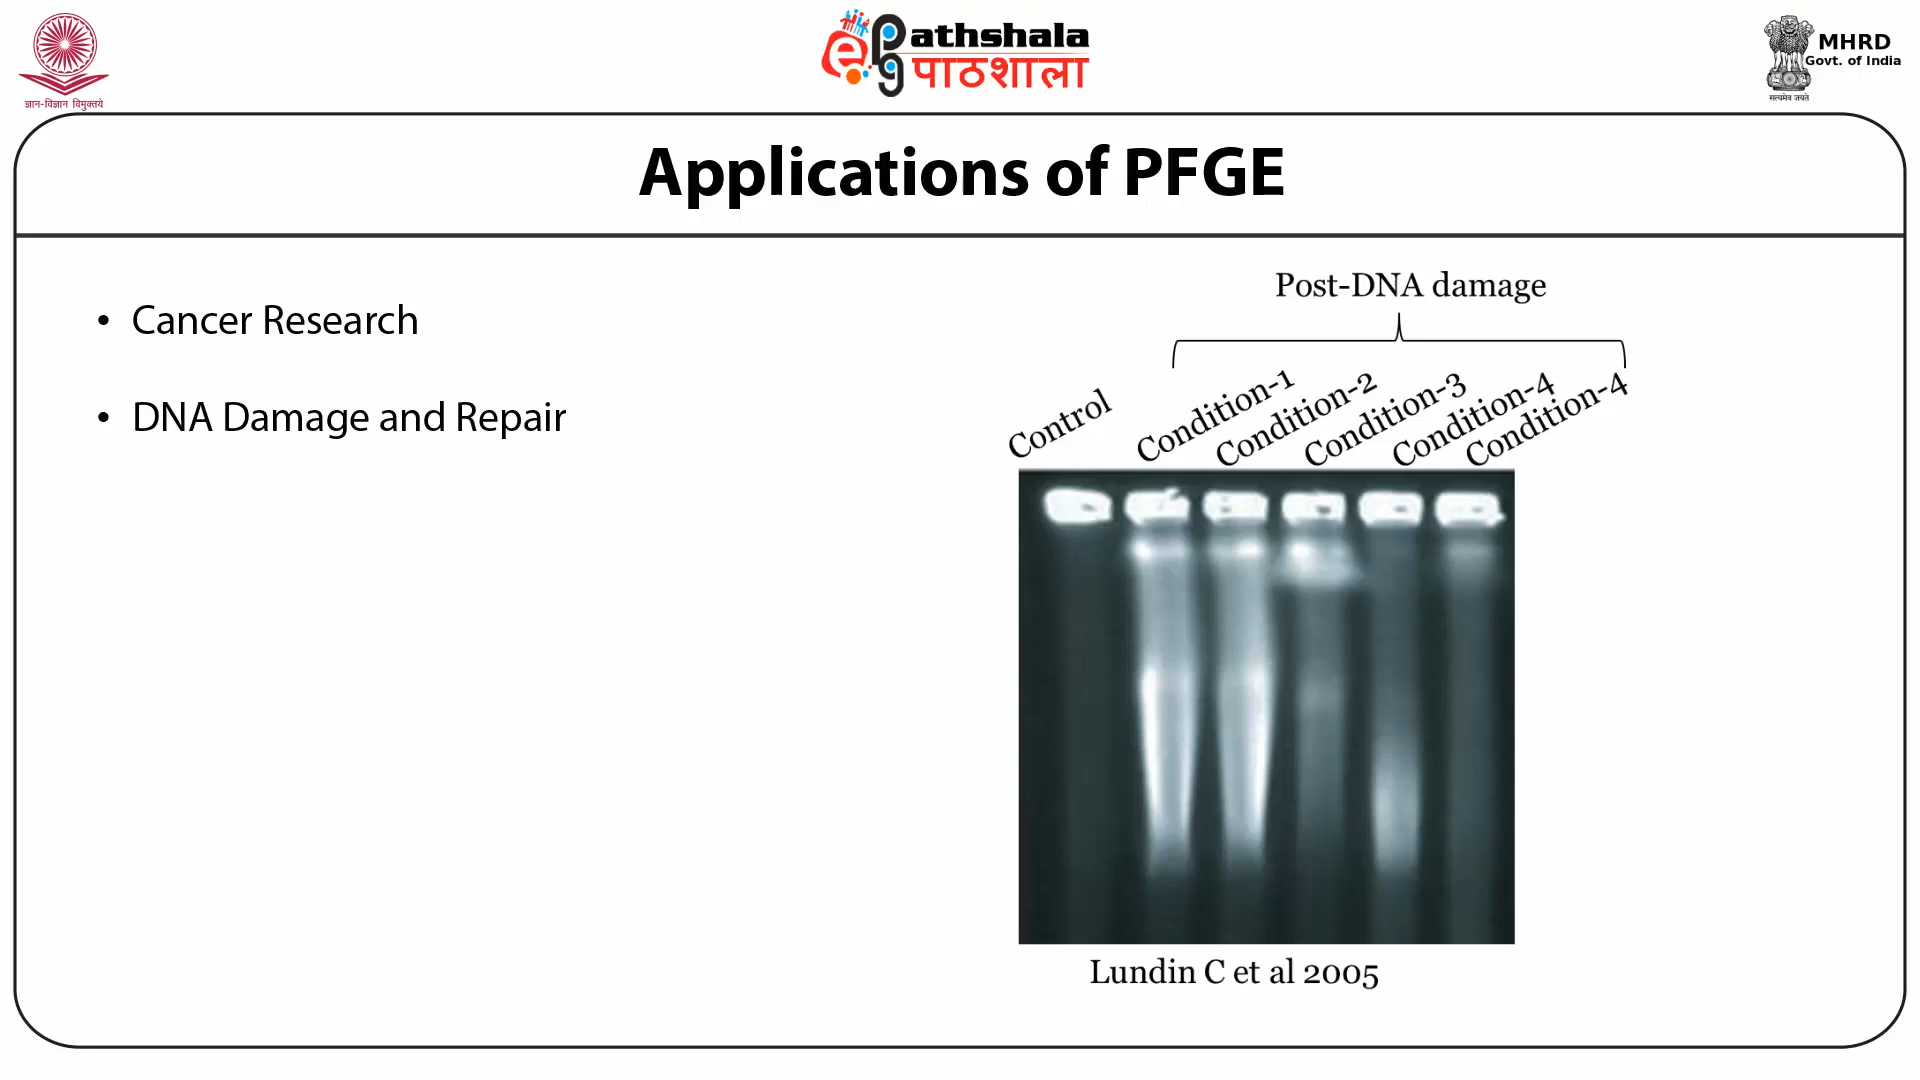 ज्ञान-विज्ञान विमुक्तये
ePathshala
पाठशाला
MHRD
Govt. of India
सत्यमेव जयते
Applications of PFGE
• Cancer Research
• DNA Damage and Repair
Post-DNA damage
Control
Condition-1
Condition-2
Condition-3
Condition-4
Condition-4
Lundin C et al 2005